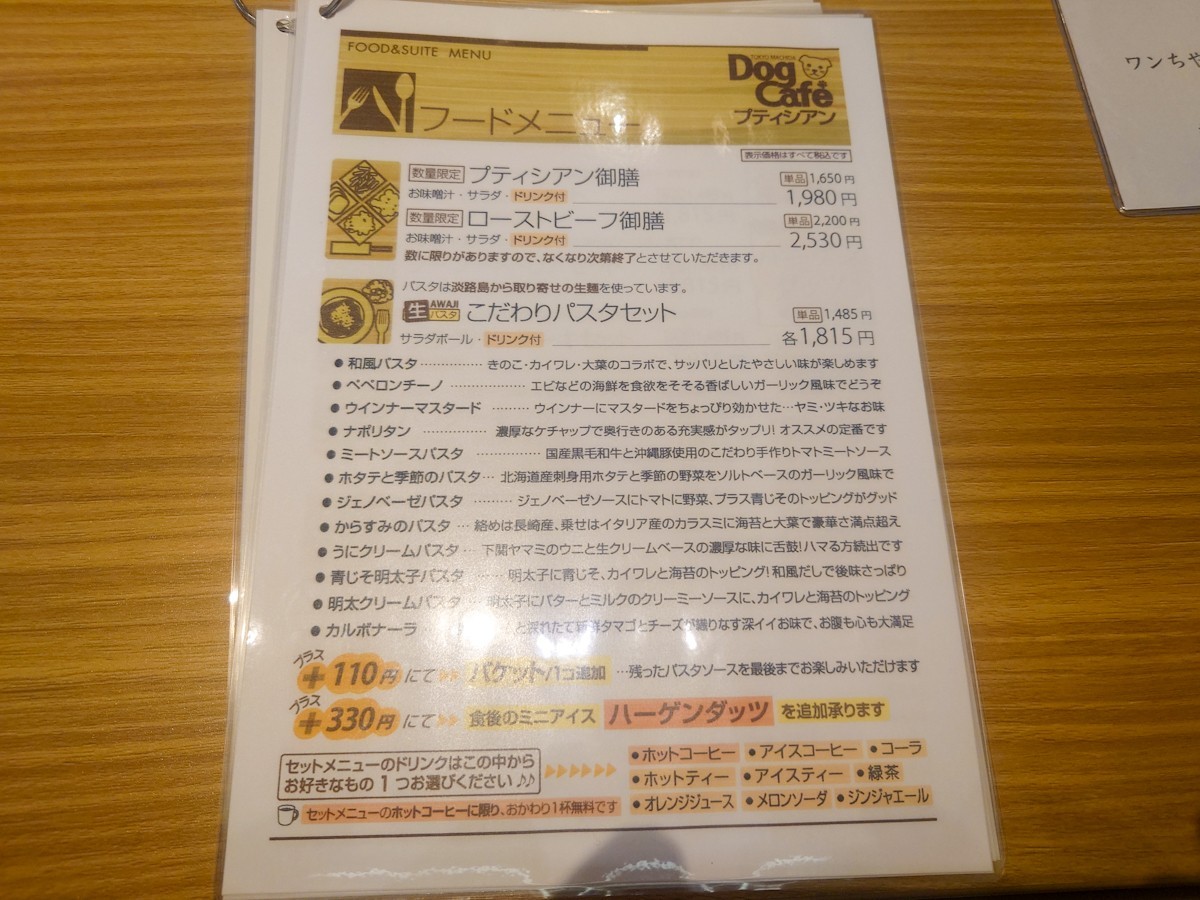 FOOD&SUITE MENU
Dog Cafe
プティシアン
フードメニュー
表示価格はすべて税込です
数量限定 プティシアン御膳 単品 1,650円
お味噌汁・サラダ・ドリンク付 1,980円
数量限定 ローストビーフ御膳 単品 2,200円
お味噌汁・サラダ・ドリンク付 2,530円
数に限りがありますので、なくなり次第終了とさせていただきます。
パスタは淡路島から取り寄せの生麺を使っています。
生 AWAJI パスタ こだわりパスタセット 単品 1,485円
サラダボール・ドリンク付 各1,815円
●和風パスタ………… きのこ・カイワレ・大葉のコラボで、サッパリとしたやさしい味が楽しめます
●ペペロンチーノ ………… エビなどの海鮮を食欲をそそる香ばしいガーリック風味でどうぞ
●ウインナーマスタード ……… ウインナーにマスタードをちょっぴり効かせた…ヤミ・ツキなお味
●ナポリタン ………… 濃厚なケチャップで奥行きのある充実感がタップリ! オススメの定番です
●ミートソースパスタ ………… 国産黒毛和牛と沖縄豚使用のこだわり手作りトマトミートソース
●ホタテと季節のパスタ… 北海道産刺身用ホタテと季節の野菜をソルトベースのガーリック風味で
●ジェノベーゼパスタ ……… ジェノベーゼソースにトマトに野菜、プラス青じそのトッピングがグッド
●からすみのパスタ … 絡めは長崎産、乗せはイタリア産のカラスミに海苔と大葉で豪華さ満点超え
●うにクリームパスタ… 下関ヤマミのウニと生クリームベースの濃厚な味に舌鼓! ハマる方続出です
●青じそ明太子パスタ …… 明太子に青じそ、カイワレと海苔のトッピング! 和風だしで後味さっぱり
●明太クリームパスタ… 明太子にバターとミルクのクリーミーソースに、カイワレと海苔のトッピング
●カルボナーラ … と採れたて新鮮タマゴとチーズが織りなす深イイお味で、お腹も心も大満足
プラス
+110円にて バケット/1コ追加 …残ったパスタソースを最後までお楽しみいただけます
プラス
+330円にて 食後のミニアイス ハーゲンダッツ を追加承ります
セットメニューのドリンクはこの中から
お好きなもの1つお選びください♪♪
セットメニューのホットコーヒーに限り、おかわり1杯無料です
●ホットコーヒー ●アイスコーヒー ●コーラ
●ホットティー ●アイスティー ●緑茶
●オレンジジュース ●メロンソーダ ●ジンジャエール
ワンちゃ